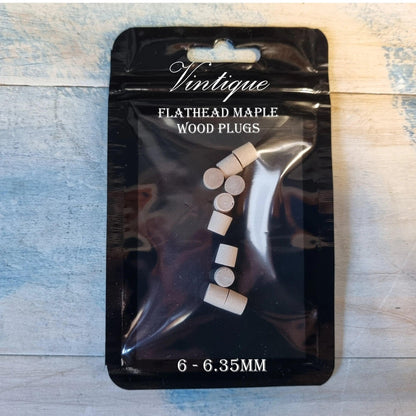 Vintique
FLATHEAD MAPLE
WOOD PLUGS
6 - 6.35MM